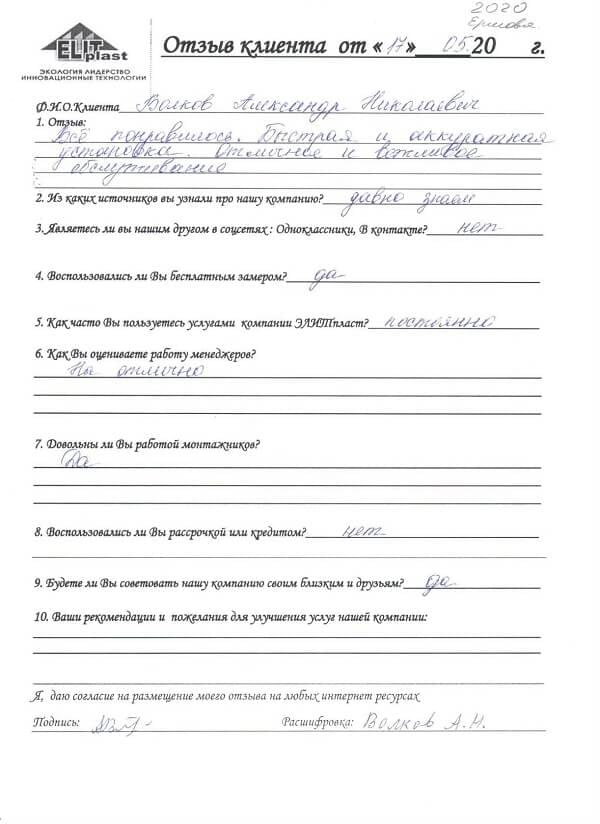 2020
ELIT
plast
ЭКОЛОГИЯ ЛИДЕРСТВО
ИННОВАЦИОННЫЕ ТЕХНОЛОГИИ
Отзыв клиента от « 17 » 05.20 г.
Ф.И.О.Клиента Волков Александр Николаевич
1. Отзыв:
Всё понравилось. Быстрая и аккуратная
установка. Отличное и вежливое
обслуживание
2. Из каких источников вы узнали про нашу компанию? давно знаем
3. Являетесь ли вы нашим другом в соцсетях : Одноклассники, В контакте? нет
4. Воспользовались ли Вы бесплатным замером? да
5. Как часто Вы пользуетесь услугами компании ЭЛИТпласт? постоянно
6. Как Вы оцениваете работу менеджеров?
На отлично
7. Довольны ли Вы работой монтажников?
Да
8. Воспользовались ли Вы рассрочкой или кредитом? нет
9. Будете ли Вы советовать нашу компанию своим близким и друзьям? да
10. Ваши рекомендации и пожелания для улучшения услуг нашей компании:
Я, даю согласие на размещение моего отзыва на любых интернет ресурсах
Подпись: Расшифровка: Волков А.Н.